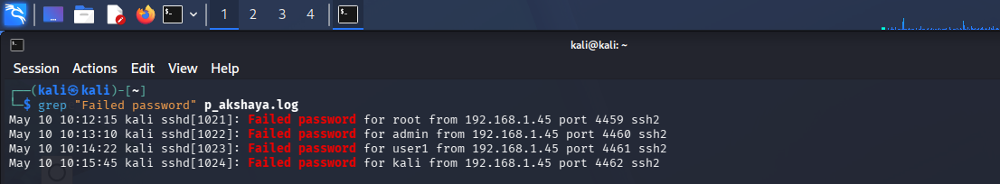 1 2 3 4
kali@kali: ~
Session Actions Edit View Help
┌──(kali㉿kali)-[~]
└─$ grep "Failed password" p_akshaya.log
May 10 10:12:15 kali sshd[1021]: Failed password for root from 192.168.1.45 port 4459 ssh2
May 10 10:13:10 kali sshd[1022]: Failed password for admin from 192.168.1.45 port 4460 ssh2
May 10 10:14:22 kali sshd[1023]: Failed password for user1 from 192.168.1.45 port 4461 ssh2
May 10 10:15:45 kali sshd[1024]: Failed password for kali from 192.168.1.45 port 4462 ssh2